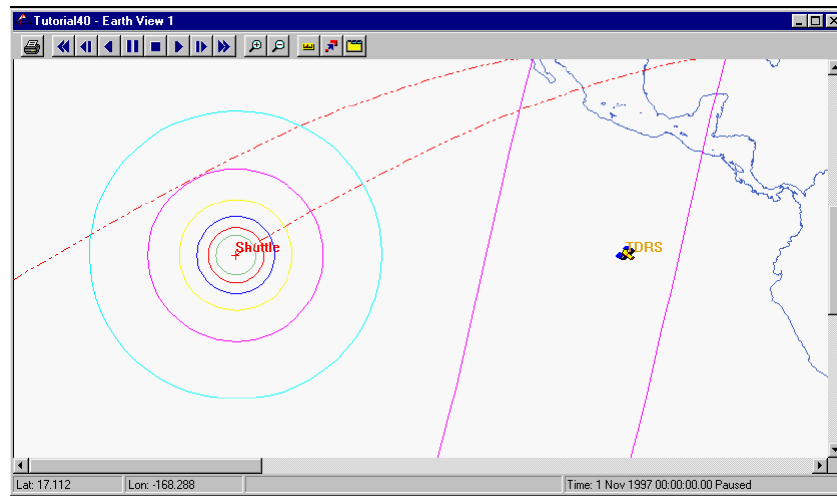 Tutorial40 - Earth View 1
Shuttle
TDRS
Lat: 17.112
Lon: -168.288
Time: 1 Nov 1997 00:00:00.00 Paused